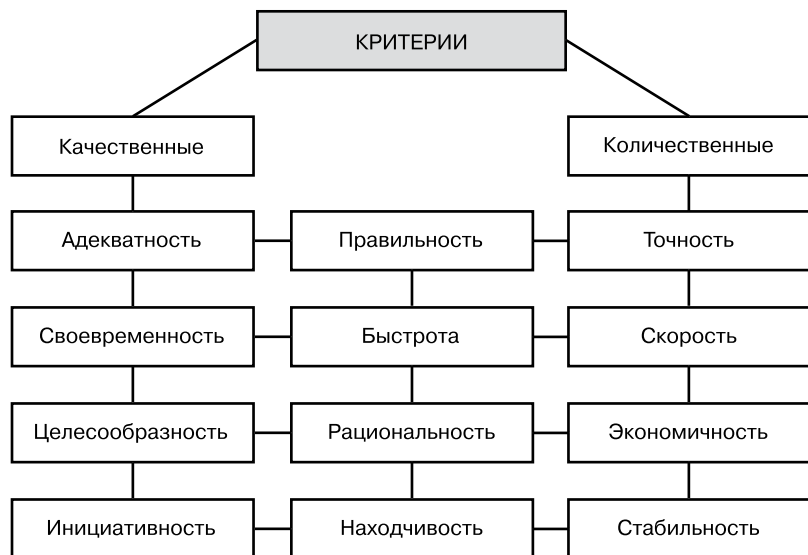 КРИТЕРИИ
Качественные
Количественные
Адекватность
Правильность
Точность
Своевременность
Быстрота
Скорость
Целесообразность
Рациональность
Экономичность
Инициативность
Находчивость
Стабильность